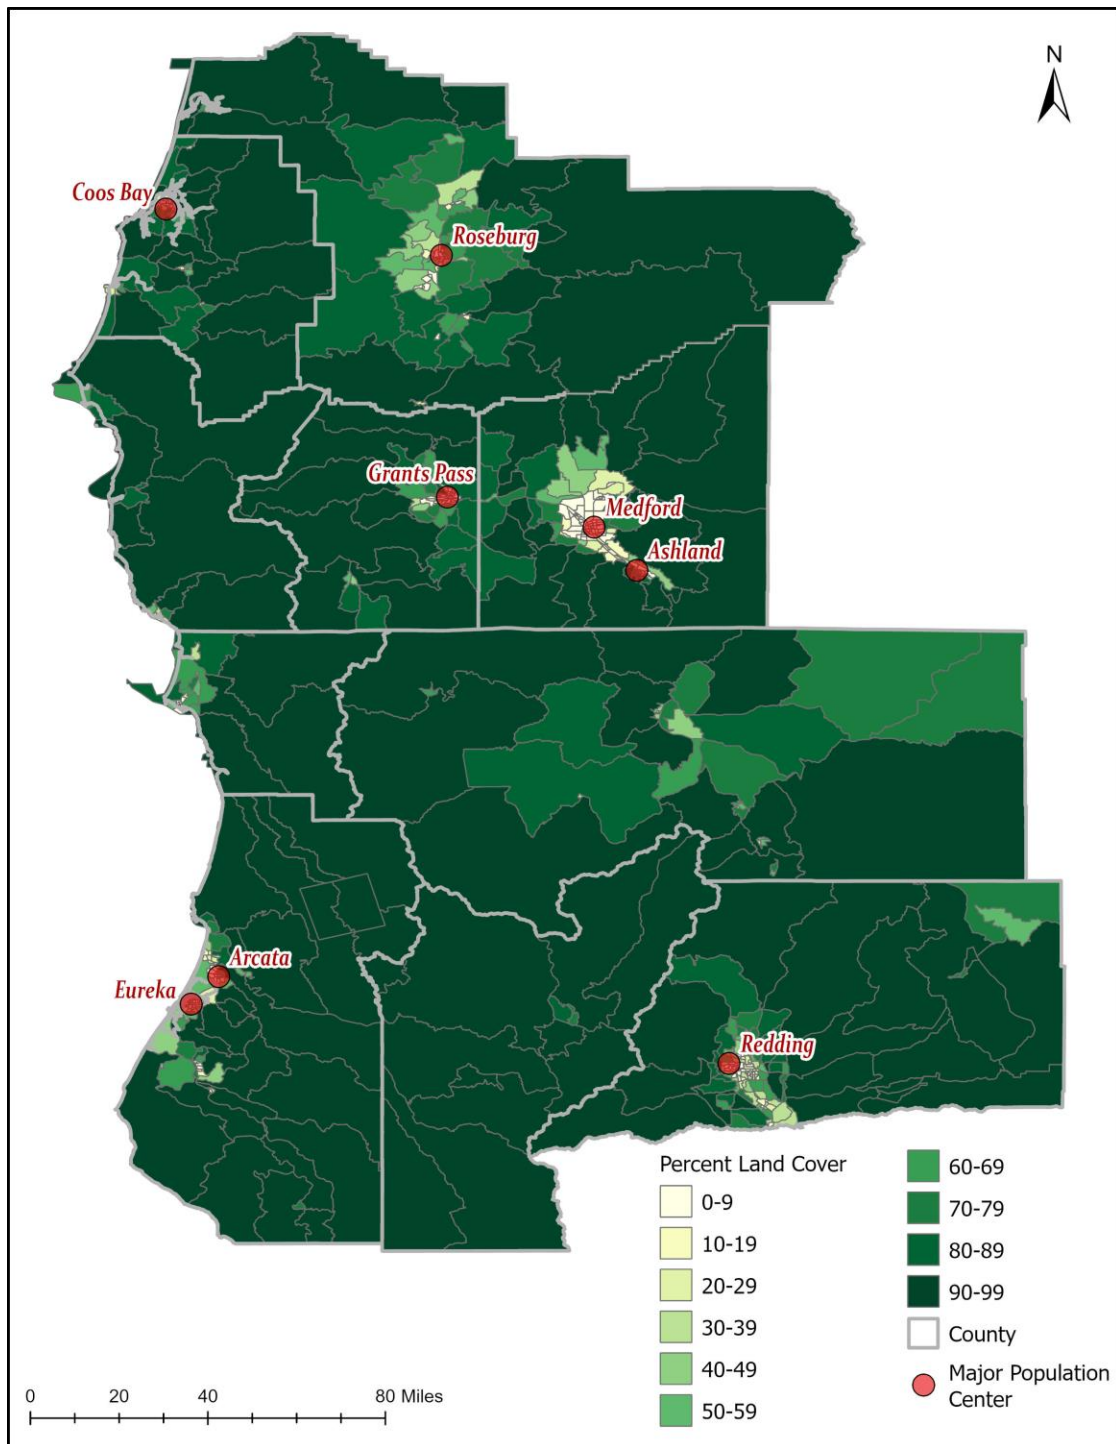 N
Coos Bay
Roseburg
Grants Pass
Medford
Ashland
Arcata
Eureka
Redding
Percent Land Cover
0-9
10-19
20-29
30-39
40-49
50-59
60-69
70-79
80-89
90-99
County
Major Population
Center
0 20 40 80 Miles